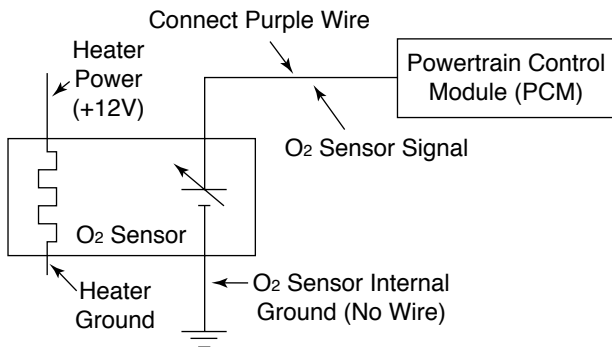 Connect Purple Wire
Heater
Power
(+12V)
Powertrain Control
Module (PCM)
O2 Sensor Signal
O2 Sensor
Heater
Ground
O2 Sensor Internal
Ground (No Wire)